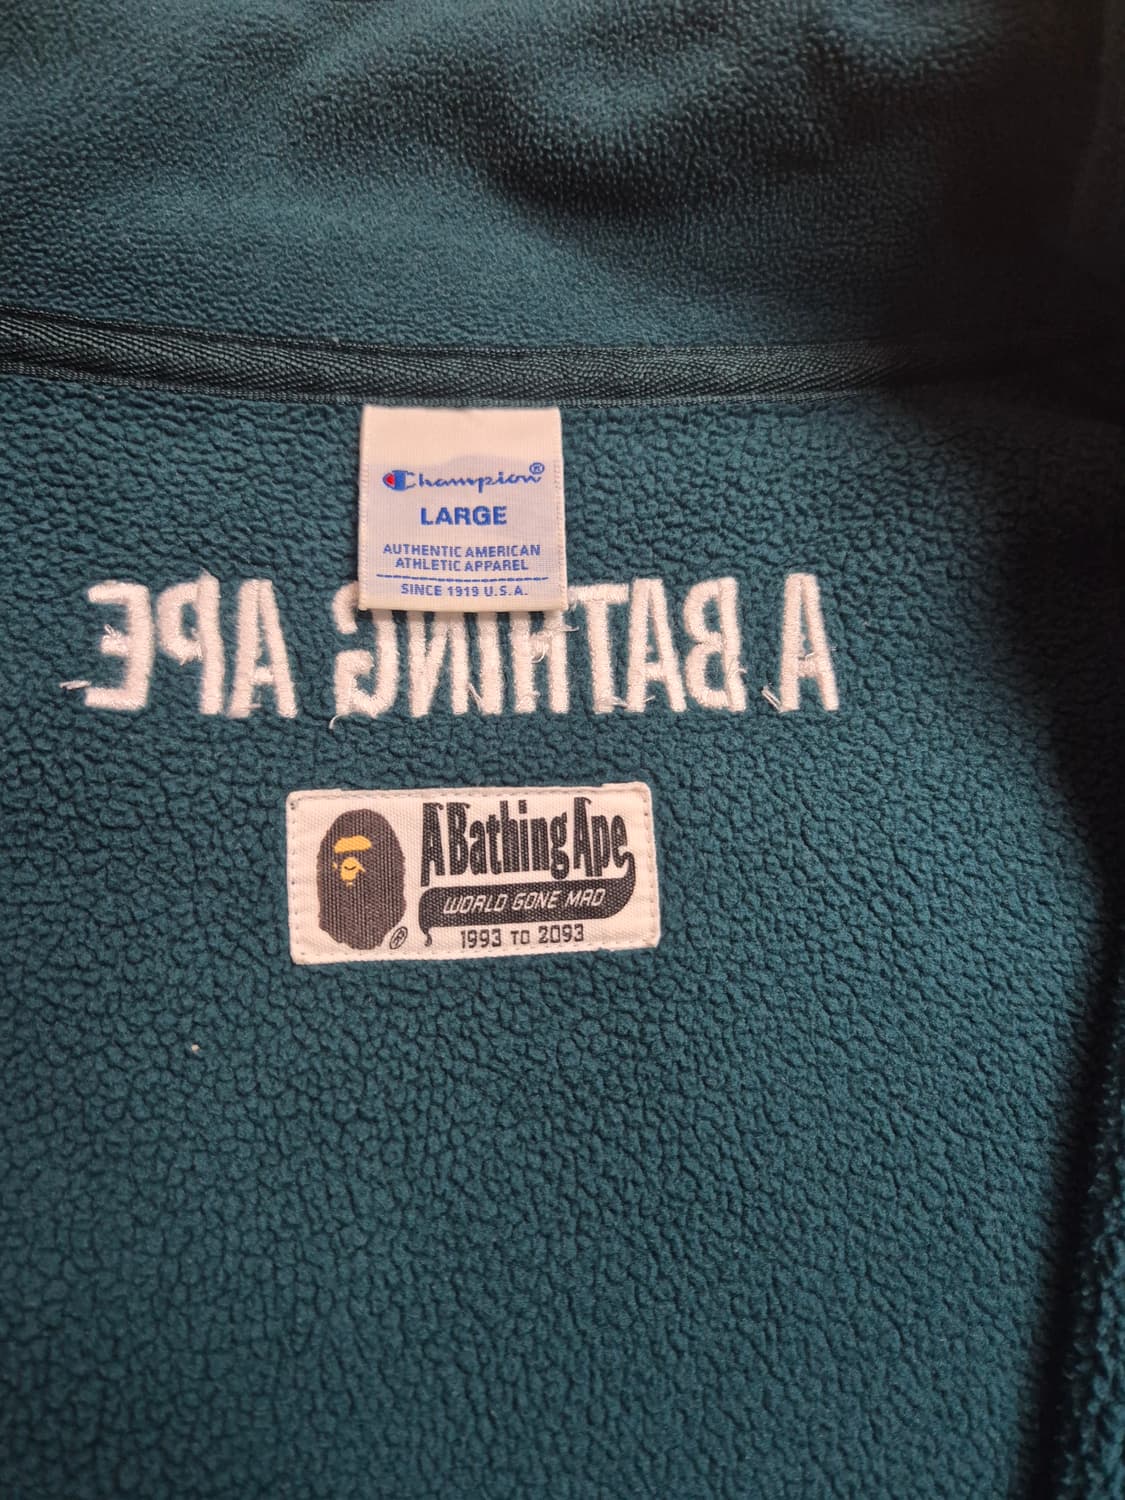 Champion®
LARGE
AUTHENTIC AMERICAN
ATHLETIC APPAREL
SINCE 1919 U.S.A.
A BATHING APE
A Bathing Ape
WORLD GONE MAD
®
1993 TO 2093